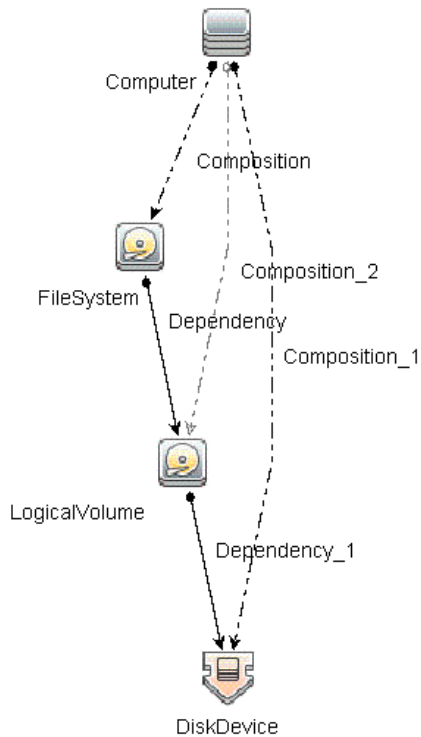 Computer
Composition
Composition_2
FileSystem
Dependency
Composition_1
LogicalVolume
Dependency_1
DiskDevice